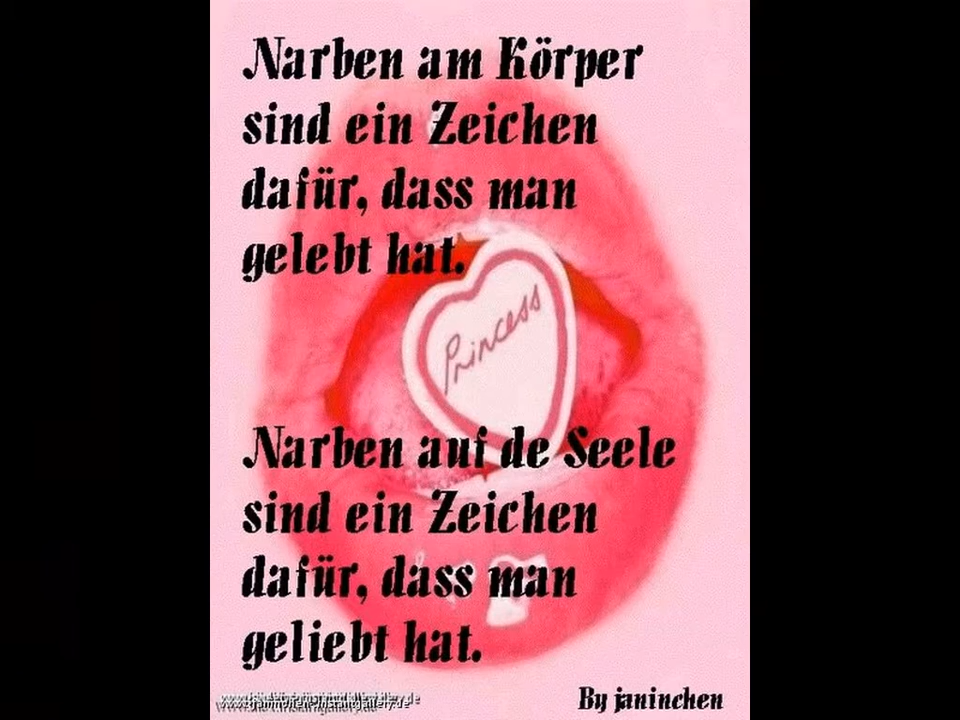 Narben am Körper
sind ein Zeichen
dafür, dass man
gelebt hat.
Princess
Narben auf de Seele
sind ein Zeichen
dafür, dass man
geliebt hat.
By janinchen